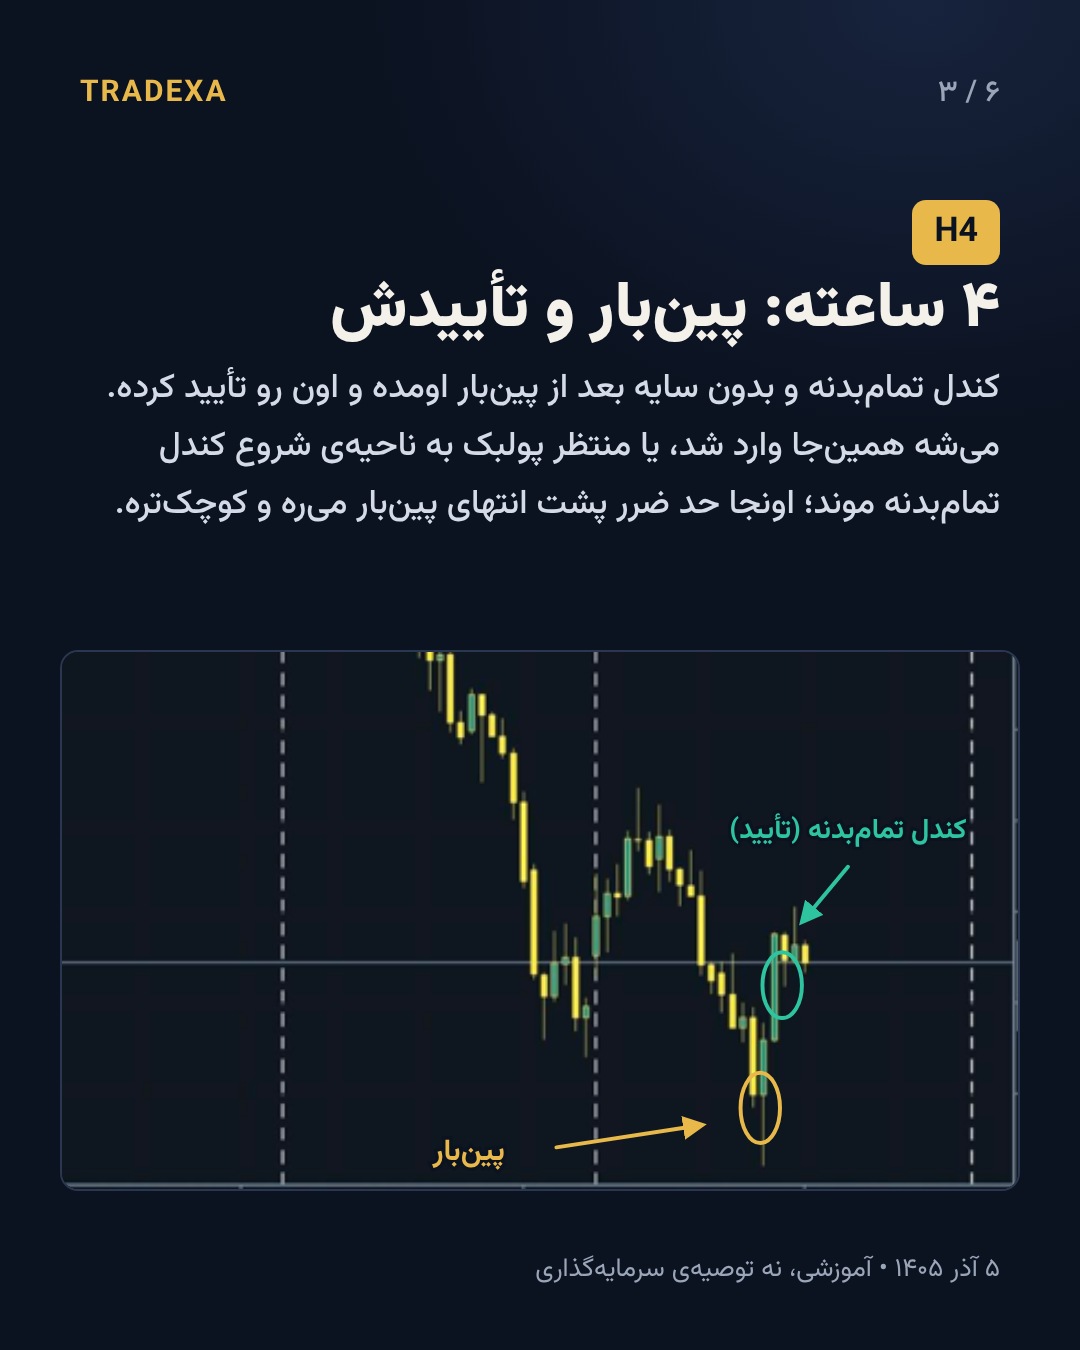 TRADEXA
۳ / ۶
H4
۴ ساعته: پین‌بار و تأییدش
کندل تمام‌بدنه و بدون سایه بعد از پین‌بار اومده و اون رو تأیید کرده.
می‌شه همین‌جا وارد شد، یا منتظر پولبک به ناحیه‌ی شروع کندل
تمام‌بدنه موند؛ اونجا حد ضرر پشت انتهای پین‌بار می‌ره و کوچک‌تره.
کندل تمام‌بدنه (تأیید)
پین‌بار
۵ آذر ۱۴۰۵ • آموزشی، نه توصیه‌ی سرمایه‌گذاری